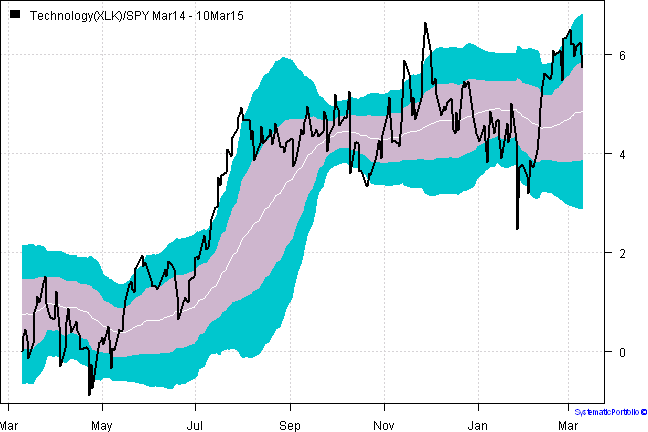 Technology(XLK)/SPY Mar14 - 10Mar15
6
4
2
0
Mar May Jul Sep Nov Jan Mar
SystematicPortfolio ©